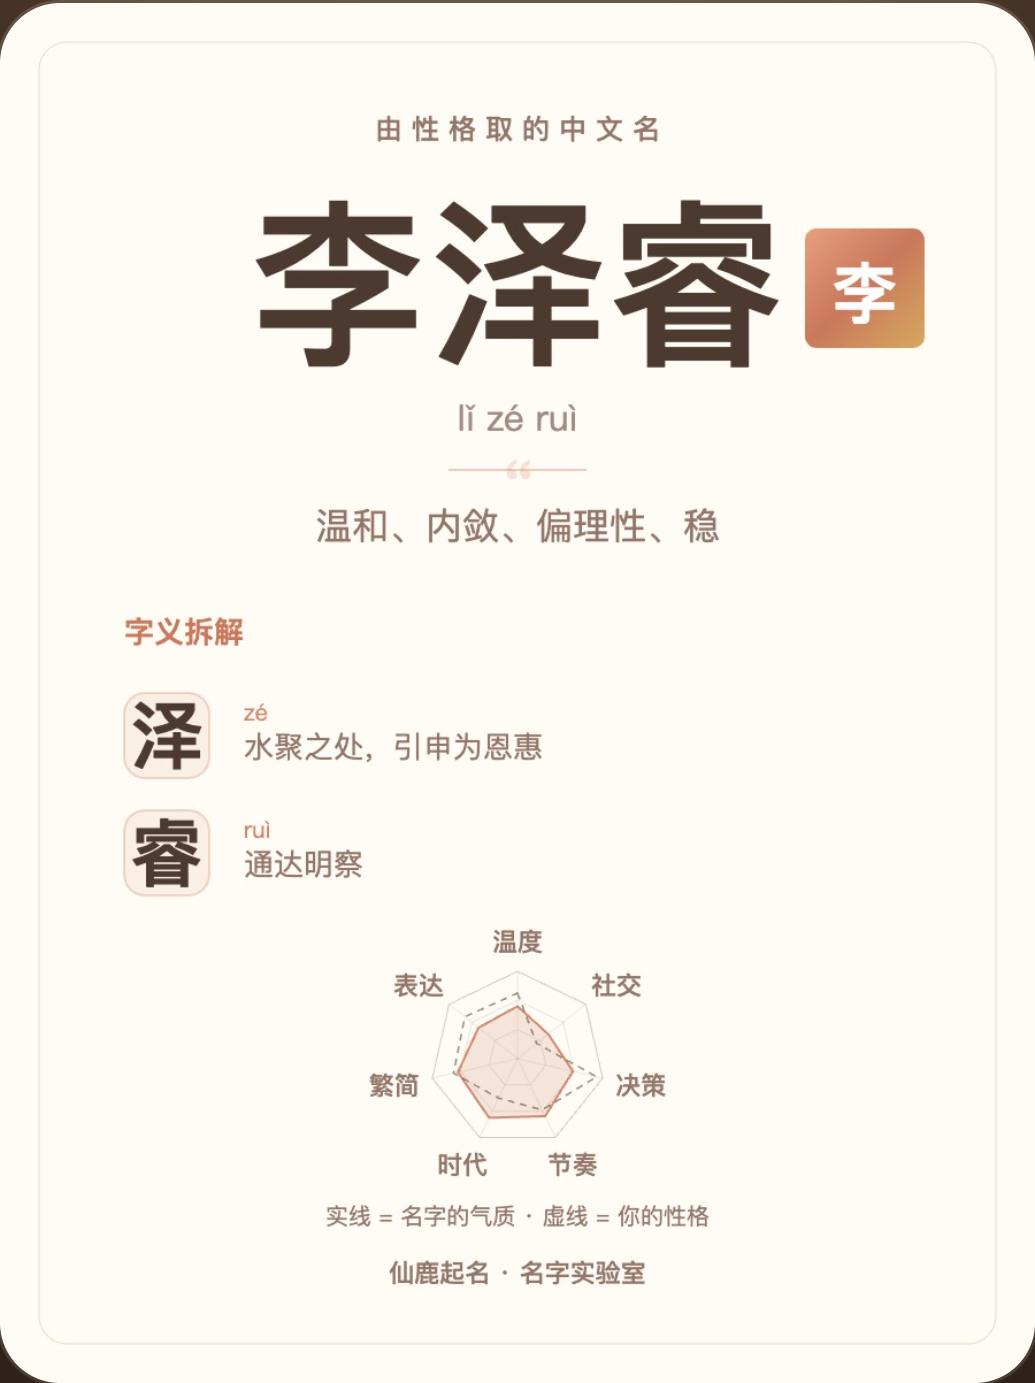 由性格取的中文名
李泽睿
李
lǐ zé ruì
“
温和、内敛、偏理性、稳
字义拆解
泽
zé
水聚之处，引申为恩惠
睿
ruì
通达明察
温度
表达
社交
繁简
决策
时代
节奏
实线 = 名字的气质 · 虚线 = 你的性格
仙鹿起名 · 名字实验室